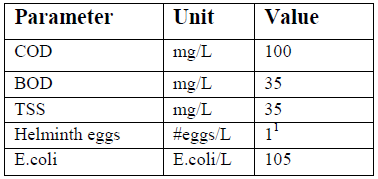 Parameter Unit Value
COD mg/L 100
BOD mg/L 35
TSS mg/L 35
Helminth eggs #eggs/L 1¹
E.coli E.coli/L 105